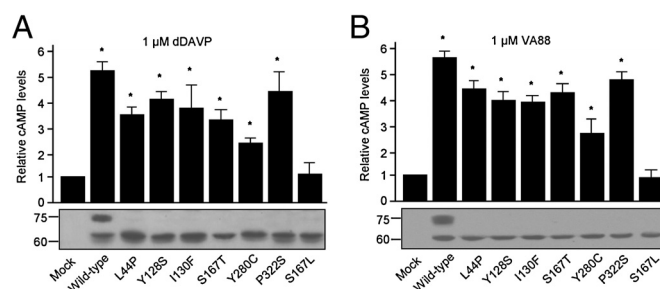 A
1 µM dDAVP
Relative cAMP levels
6
5
4
3
2
1
0
* * * * * * *
75
60
Mock
Wild-type
L44P
Y128S
I130F
S167T
Y280C
P322S
S167L
B
1 µM VA88
Relative cAMP levels
6
5
4
3
2
1
0
* * * * * * *
75
60
Mock
Wild-type
L44P
Y128S
I130F
S167T
Y280C
P322S
S167L